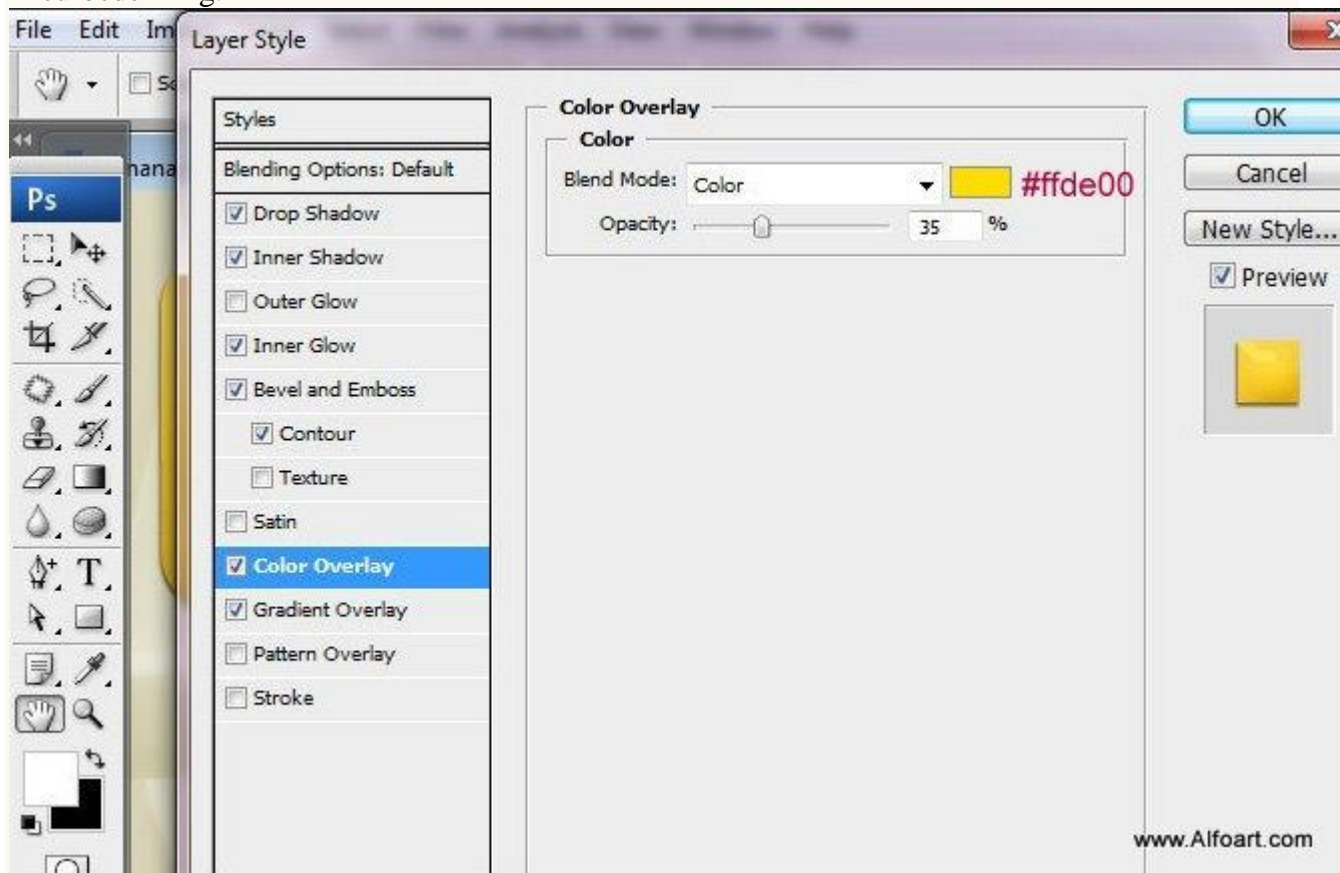 File Edit Im
Layer Style
Styles
Blending Options: Default
Drop Shadow
Inner Shadow
Outer Glow
Inner Glow
Bevel and Emboss
Contour
Texture
Satin
Color Overlay
Gradient Overlay
Pattern Overlay
Stroke
Color Overlay
Color
Blend Mode: Color #ffde00
Opacity: 35 %
OK
Cancel
New Style...
Preview
Ps
T
www.Alfoart.com